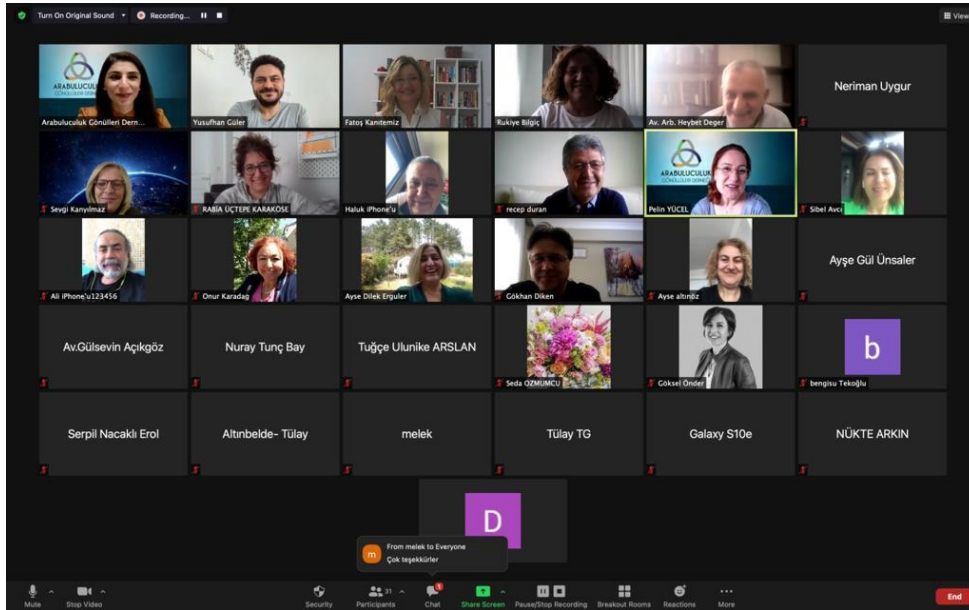 Turn On Original Sound
Recording...
View
ARABULUCUL
Arabuluculuk Gönülleri Dern...
Yusufhan Güler
Fatoş Kanıtemiz
Rukiye Bilgiç
Av. Arb. Heybet Deger
Neriman Uygur
Sevgi Kanyılmaz
RABİA ÜÇTEPE KARAKÖSE
Haluk iPhone'u
recep duran
ARABULUCULUK
GÖNÜLLÜLERİ DERNEĞİ
Pelin YÜCEL
Sibel Avcı
Ali iPhone'u123456
Onur Karadag
Ayse Dilek Erguler
Gökhan Diken
Ayse altınöz
Ayşe Gül Ünsaler
Av.Gülsevin Açıkgöz
Nuray Tunç Bay
Tuğçe Ulunike ARSLAN
Seda OZMUMCU
Göksel Önder
b
bengisu Tekoğlu
Serpil Nacaklı Erol
Altınbelde- Tülay
melek
Tülay TG
Galaxy S10e
NÜKTE ARKIN
D
m
From melek to Everyone
Çok teşekkürler
Mute
Stop Video
Security
Participants
31
Chat
1
Share Screen
Pause/Stop Recording
Breakout Rooms
Reactions
More
End